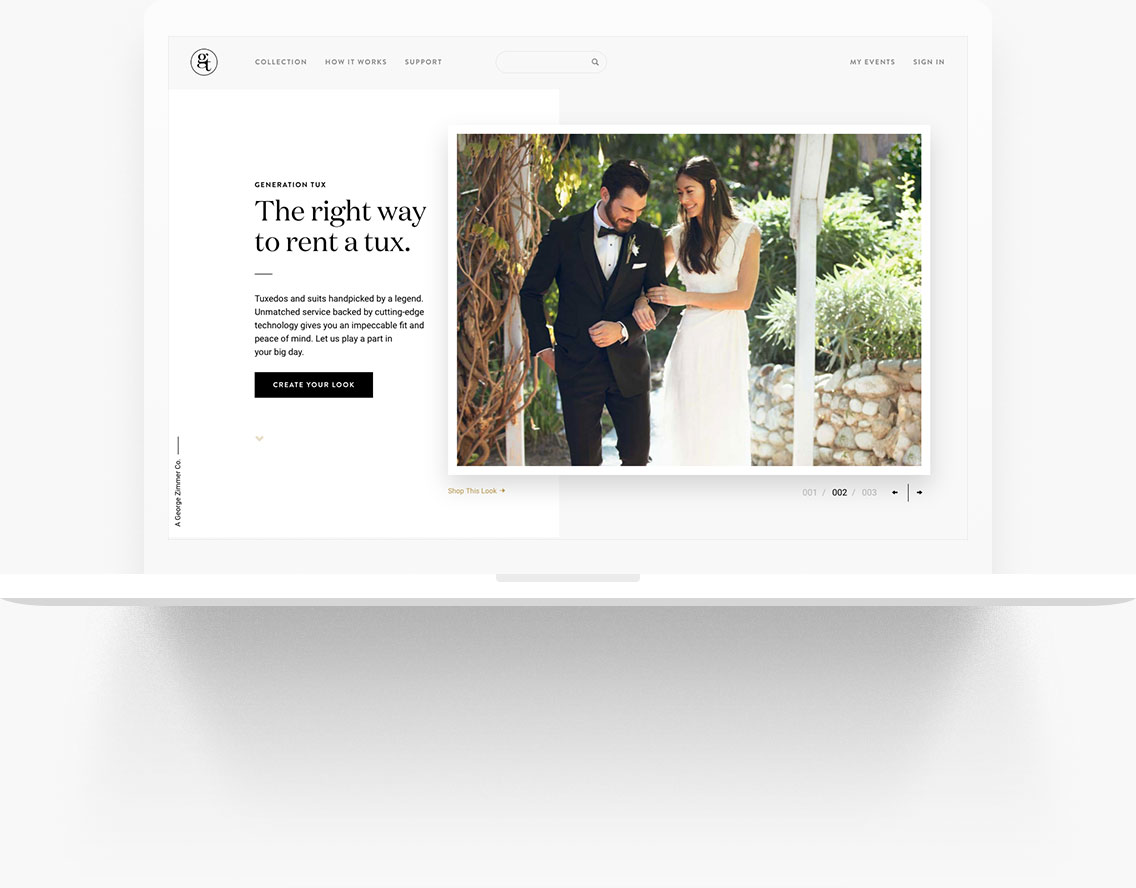 gt
COLLECTION HOW IT WORKS SUPPORT
MY EVENTS SIGN IN
GENERATION TUX
The right way
to rent a tux.
Tuxedos and suits handpicked by a legend.
Unmatched service backed by cutting-edge
technology gives you an impeccable fit and
peace of mind. Let us play a part in
your big day.
CREATE YOUR LOOK
A George Zimmer Co.
Shop This Look
001 / 002 / 003